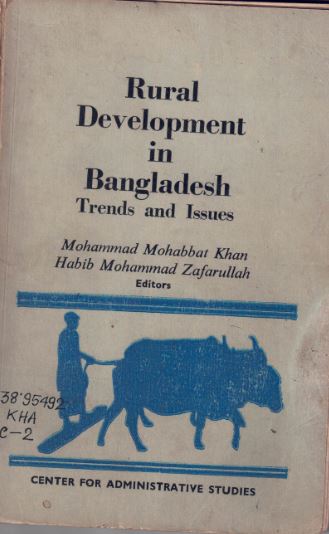 Rural
Development
in
Bangladesh
Trends and Issues
Mohammad Mohabbat Khan
Habib Mohammad Zafarullah
Editors
38·95492
KHA
C-2
CENTER FOR ADMINISTRATIVE STUDIES